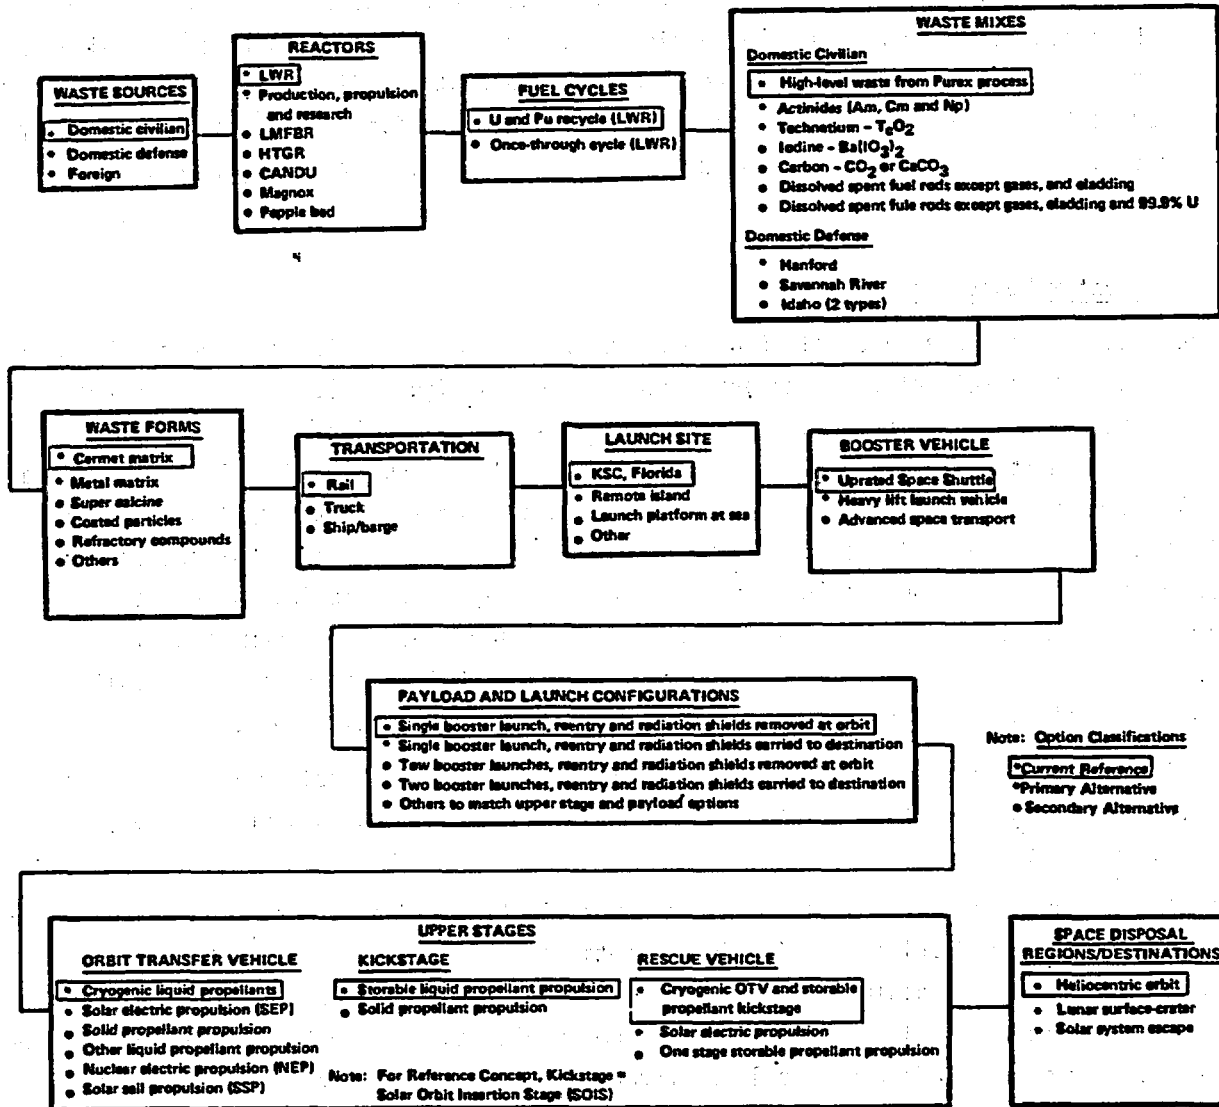 WASTE SOURCES
• Domestic civilian
• Domestic defense
• Foreign
REACTORS
• LWR
• Production, propulsion
and research
• LMFBR
• HTGR
• CANDU
• Magnox
• Pepple bed
FUEL CYCLES
• U and Pu recycle (LWR)
• Once-through cycle (LWR)
WASTE MIXES
Domestic Civilian
• High-level waste from Purex process
• Actinides (Am, Cm and Np)
• Technetium - TeO2
• Iodine - Ba(IO3)2
• Carbon - CO2 or CaCO3
• Dissolved spent fuel rods except gases, and eladding
• Dissolved spent fule rods except gases, eladding and 99.9% U
Domestic Defense
• Hanford
• Savannah River
• Idaho (2 types)
WASTE FORMS
• Cermet matrix
• Metal matrix
• Super calcine
• Coated particles
• Refractory compounds
• Others
TRANSPORTATION
• Rail
• Truck
• Ship/barge
LAUNCH SITE
• KSC, Florida
• Remote island
• Launch platform at sea
• Other
BOOSTER VEHICLE
• Uprated Space Shuttle
• Heavy lift launch vehicle
• Advanced space transport
PAYLOAD AND LAUNCH CONFIGURATIONS
• Single booster launch, reentry and radiation shields removed at orbit
• Single booster launch, reentry and radiation shields carried to destination
• Tew booster launches, reentry and radiation shields removed at orbit
• Two booster launches, reentry and radiation shields carried to destination
• Others to match upper stage and payload options
Note: Option Classifications
•Current Reference
•Primary Alternative
• Secondary Alternative
UPPER STAGES
ORBIT TRANSFER VEHICLE
• Cryogenic liquid propellants
• Solar electric propulsion (SEP)
• Solid propellant propulsion
• Other liquid propellant propulsion
• Nuclear electric propulsion (NEP)
• Solar sail propulsion (SSP)
KICKSTAGE
• Storable liquid propellant propulsion
• Solid propellant propulsion
Note: For Reference Concept, Kickstage =
Solar Orbit Insertion Stage (SOIS)
RESCUE VEHICLE
• Cryogenic OTV and storable
propellant kickstage
• Solar electric propulsion
• One stage storable propellant propulsion
SPACE DISPOSAL
REGIONS/DESTINATIONS
• Heliocentric orbit
• Lunar surface-crater
• Solar system escape